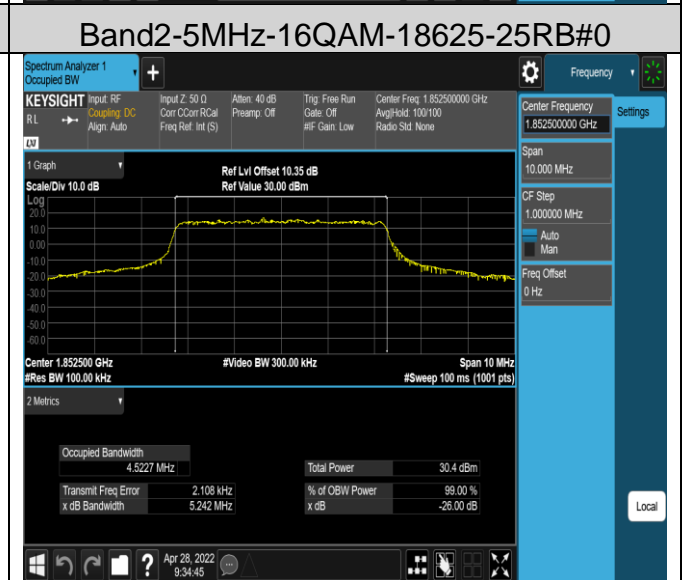 Band2-5MHz-16QAM-18625-25RB#0
Spectrum Analyzer 1
Occupied BW
+
Frequency
KEYSIGHT
R L
LXI
Input: RF
Coupling: DC
Align: Auto
Input Z: 50 Ω
Corr CCorr RCal
Freq Ref: Int (S)
Atten: 40 dB
Preamp: Off
Trig: Free Run
Gate: Off
#IF Gain: Low
Center Freq: 1.852500000 GHz
Avg|Hold: 100/100
Radio Std: None
Center Frequency
1.852500000 GHz
Settings
Span
10.000 MHz
CF Step
1.000000 MHz
Auto
Man
Freq Offset
0 Hz
1 Graph
Scale/Div 10.0 dB
Ref Lvl Offset 10.35 dB
Ref Value 30.00 dBm
Log
20.0
10.0
0.00
-10.0
-20.0
-30.0
-40.0
-50.0
-60.0
Center 1.852500 GHz
#Video BW 300.00 kHz
Span 10 MHz
#Res BW 100.00 kHz
#Sweep 100 ms (1001 pts)
2 Metrics
Occupied Bandwidth
4.5227 MHz
Total Power 30.4 dBm
Transmit Freq Error 2.108 kHz
% of OBW Power 99.00 %
x dB Bandwidth 5.242 MHz
x dB -26.00 dB
Local
?
Apr 28, 2022
9:34:45